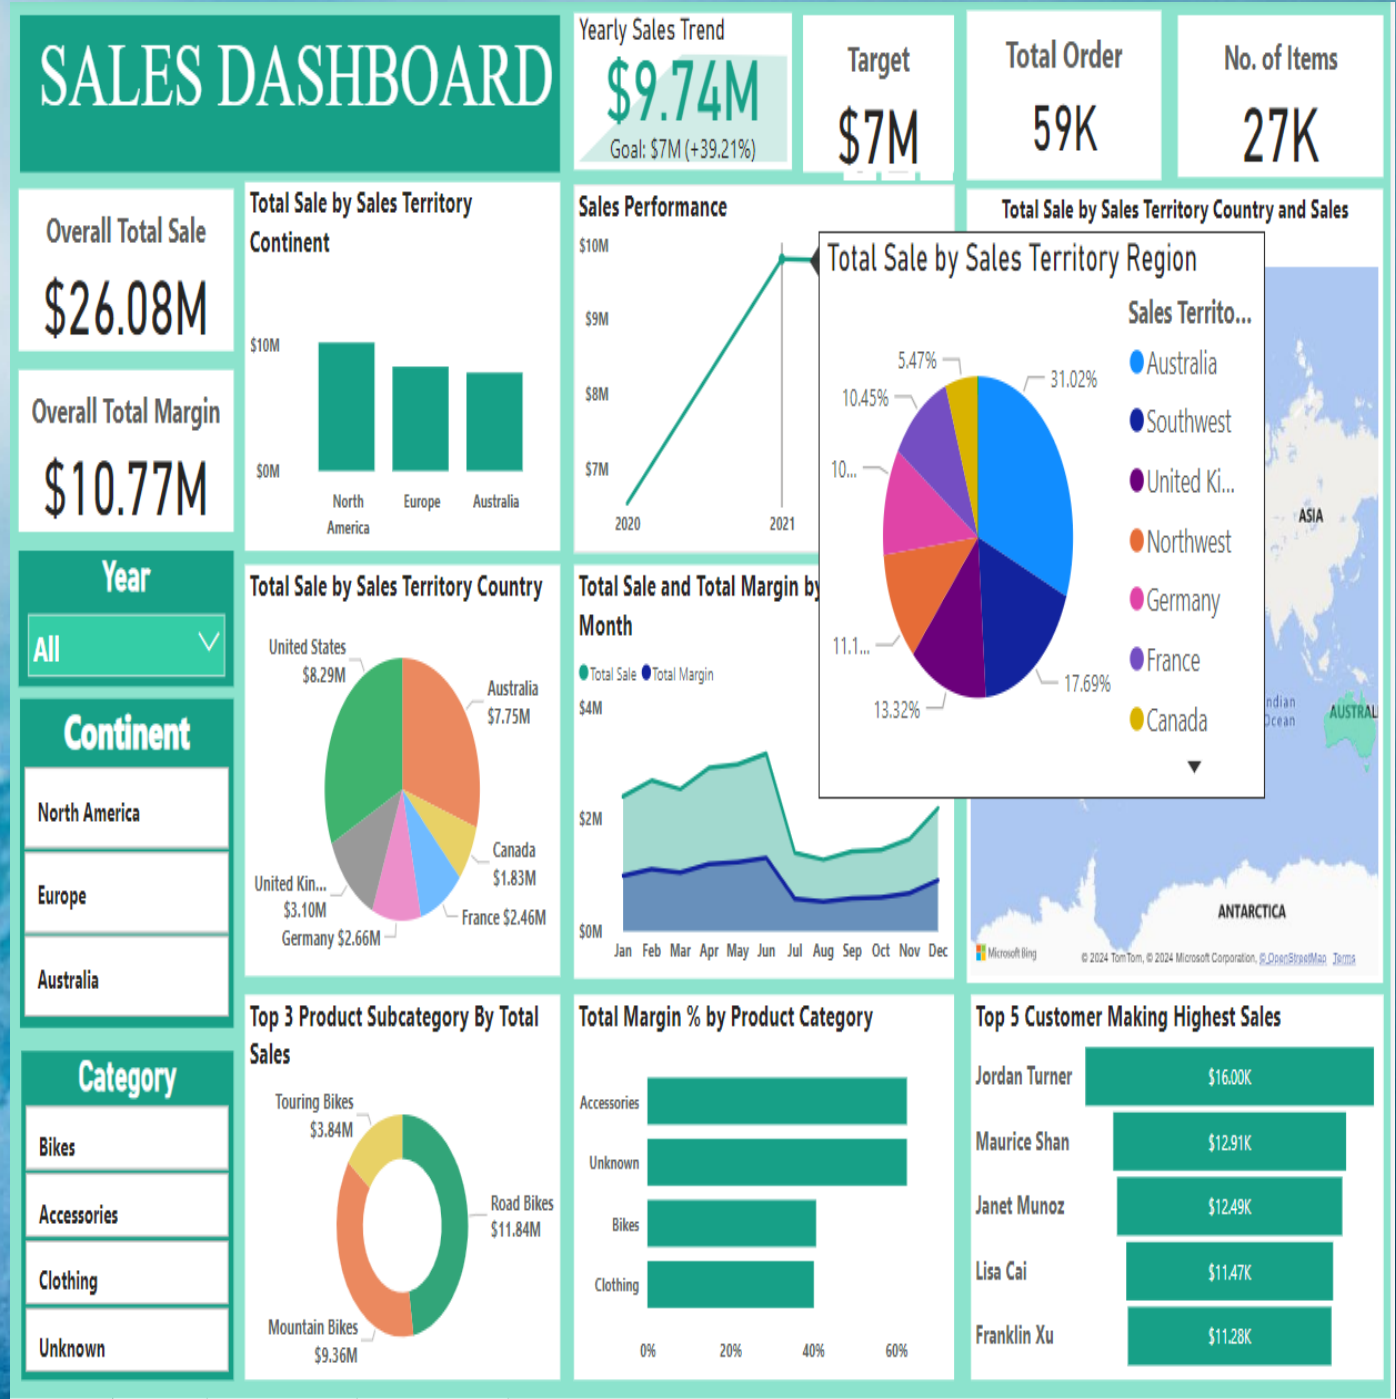 SALES DASHBOARD
Yearly Sales Trend
$9.74M
Goal: $7M (+39.21%)
Target
$7M
Total Order
59K
No. of Items
27K
Overall Total Sale
$26.08M
Overall Total Margin
$10.77M
Year
All
Continent
North America
Europe
Australia
Category
Bikes
Accessories
Clothing
Unknown
Total Sale by Sales Territory
Continent
$10M
$0M
North
America
Europe
Australia
Sales Performance
$10M
$9M
$8M
$7M
2020
2021
Total Sale by Sales Territory Country and Sales
Total Sale by Sales Territory Region
Sales Territo...
Australia
Southwest
United Ki...
Northwest
Germany
France
Canada
5.47%
31.02%
10.45%
10...
11.1...
13.32%
17.69%
ASIA
ndian
Ocean
AUSTRAL
ANTARCTICA
Microsoft Bing
© 2024 TomTom, © 2024 Microsoft Corporation, © OpenStreetMap Terms
Total Sale by Sales Territory Country
United States
$8.29M
Australia
$7.75M
Canada
$1.83M
United Kin...
$3.10M
France $2.46M
Germany $2.66M
Total Sale and Total Margin by
Month
Total Sale
Total Margin
$4M
$2M
$0M
Jan Feb Mar Apr May Jun Jul Aug Sep Oct Nov Dec
Top 3 Product Subcategory By Total
Sales
Touring Bikes
$3.84M
Road Bikes
$11.84M
Mountain Bikes
$9.36M
Total Margin % by Product Category
Accessories
Unknown
Bikes
Clothing
0% 20% 40% 60%
Top 5 Customer Making Highest Sales
Jordan Turner $16.00K
Maurice Shan $12.91K
Janet Munoz $12.49K
Lisa Cai $11.47K
Franklin Xu $11.28K